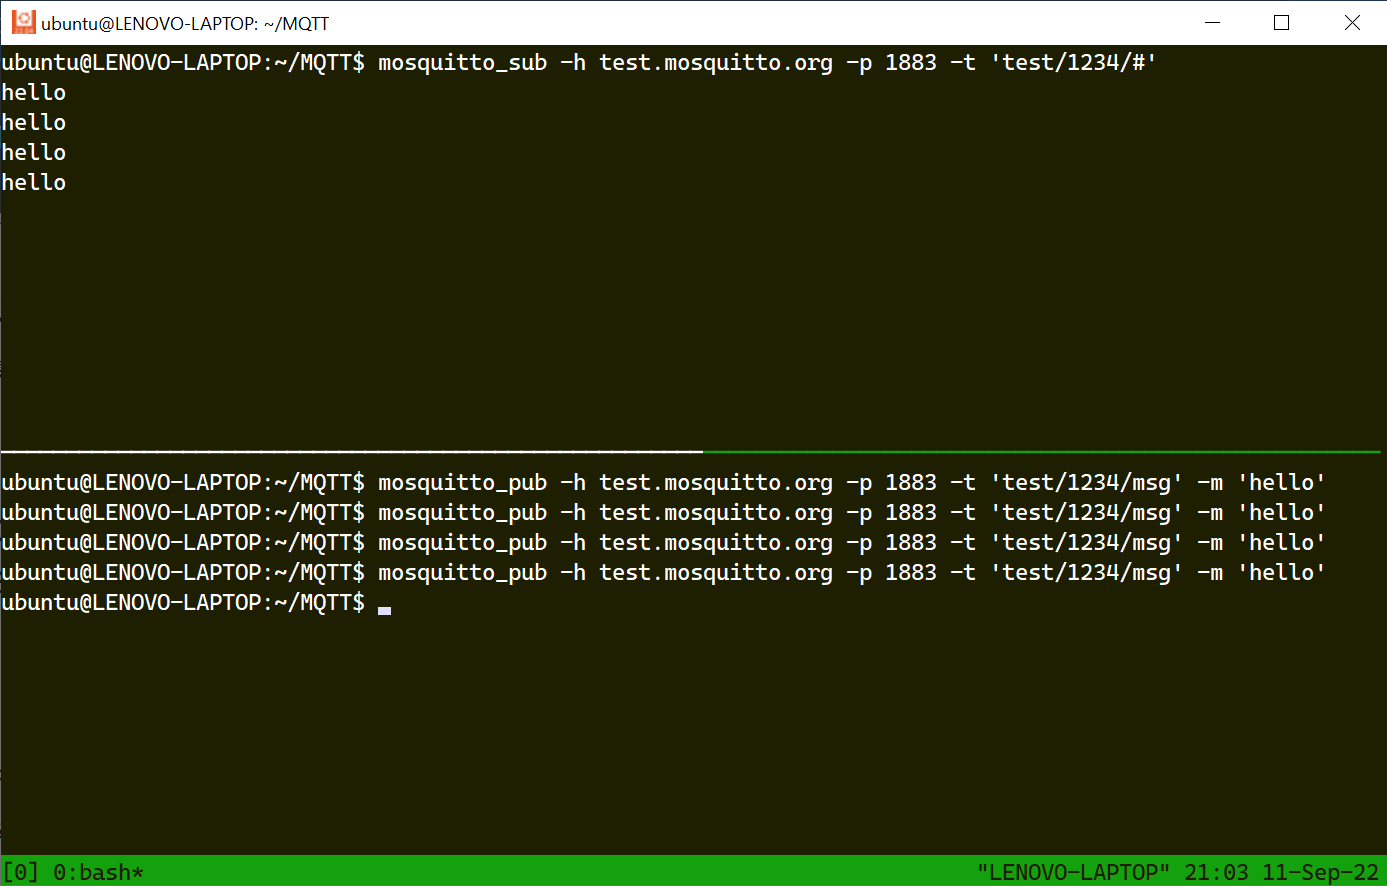 ubuntu@LENOVO-LAPTOP: ~/MQTT
ubuntu@LENOVO-LAPTOP:~/MQTT$ mosquitto_sub -h test.mosquitto.org -p 1883 -t 'test/1234/#'
hello
hello
hello
hello
ubuntu@LENOVO-LAPTOP:~/MQTT$ mosquitto_pub -h test.mosquitto.org -p 1883 -t 'test/1234/msg' -m 'hello'
ubuntu@LENOVO-LAPTOP:~/MQTT$ mosquitto_pub -h test.mosquitto.org -p 1883 -t 'test/1234/msg' -m 'hello'
ubuntu@LENOVO-LAPTOP:~/MQTT$ mosquitto_pub -h test.mosquitto.org -p 1883 -t 'test/1234/msg' -m 'hello'
ubuntu@LENOVO-LAPTOP:~/MQTT$ mosquitto_pub -h test.mosquitto.org -p 1883 -t 'test/1234/msg' -m 'hello'
ubuntu@LENOVO-LAPTOP:~/MQTT$
[0] 0:bash* "LENOVO-LAPTOP" 21:03 11-Sep-22